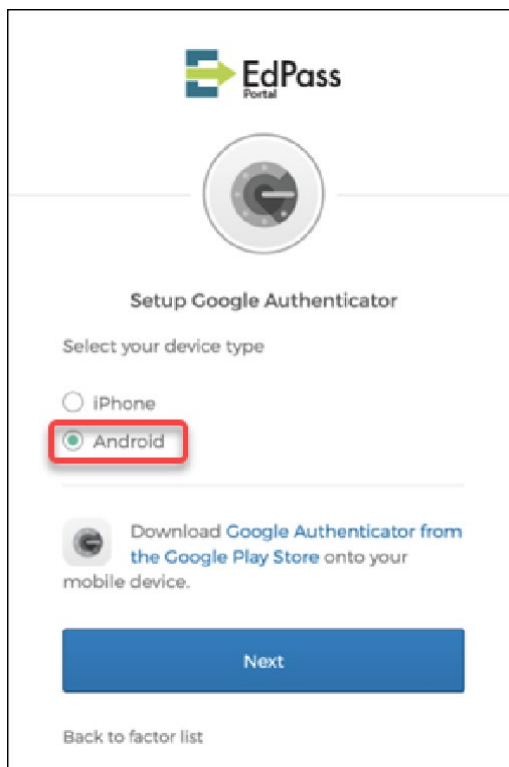 EdPass
Portal
Setup Google Authenticator
Select your device type
iPhone
Android
Download Google Authenticator from
the Google Play Store onto your
mobile device.
Next
Back to factor list